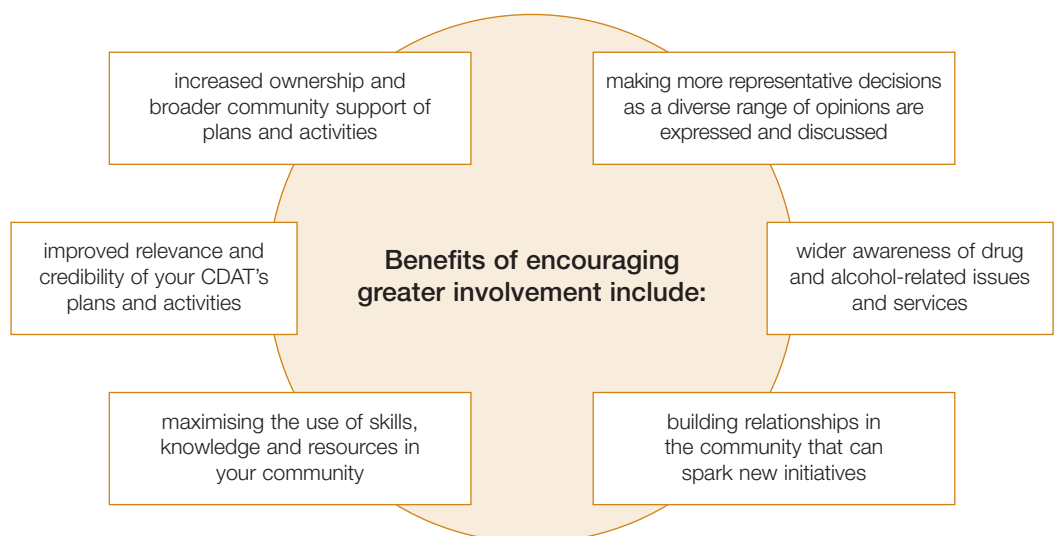 increased ownership and
broader community support of
plans and activities
making more representative decisions
as a diverse range of opinions are
expressed and discussed
improved relevance and
credibility of your CDAT's
plans and activities
Benefits of encouraging
greater involvement include:
wider awareness of drug
and alcohol-related issues
and services
maximising the use of skills,
knowledge and resources in
your community
building relationships in
the community that can
spark new initiatives